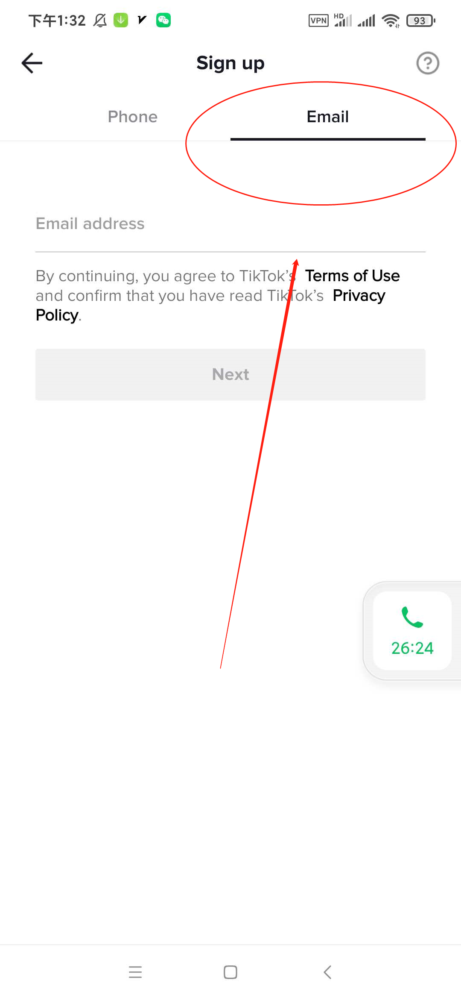 下午1:32 VPN HD 93
Sign up
Phone Email
Email address
By continuing, you agree to TikTok’s Terms of Use
and confirm that you have read TikTok’s Privacy
Policy.
Next
26:24